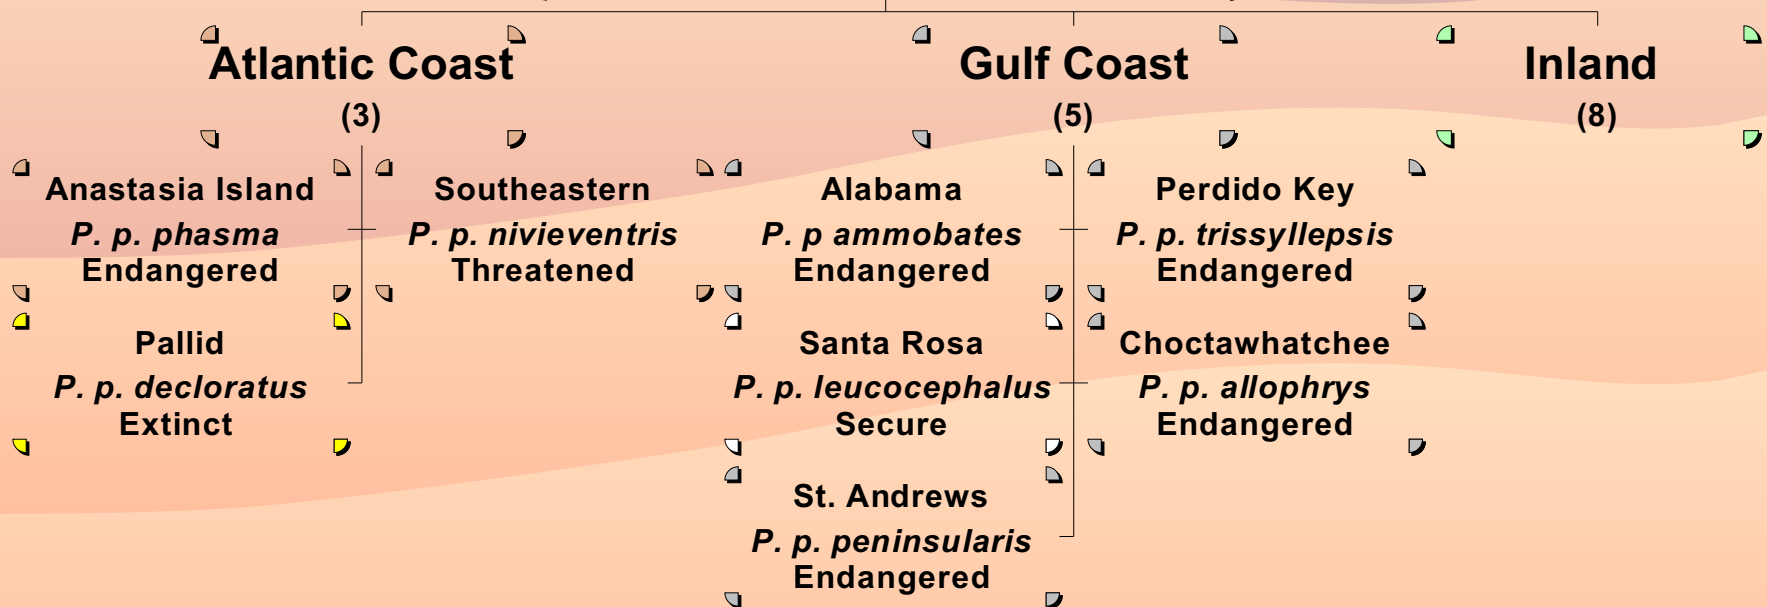 Atlantic Coast
(3)
Gulf Coast
(5)
Inland
(8)
Anastasia Island
P. p. phasma
Endangered
Southeastern
P. p. nivieventris
Threatened
Pallid
P. p. decloratus
Extinct
Alabama
P. p ammobates
Endangered
Perdido Key
P. p. trissyllepsis
Endangered
Santa Rosa
P. p. leucocephalus
Secure
Choctawhatchee
P. p. allophrys
Endangered
St. Andrews
P. p. peninsularis
Endangered